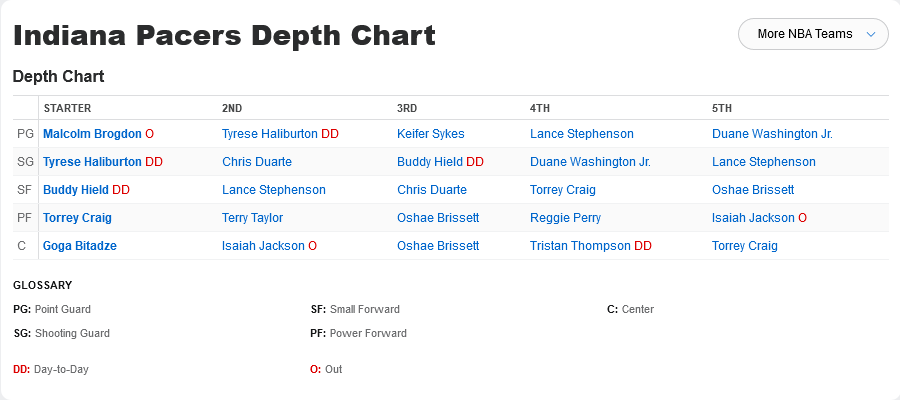 Indiana Pacers Depth Chart
More NBA Teams
Depth Chart
STARTER 2ND 3RD 4TH 5TH
PG Malcolm Brogdon O Tyrese Haliburton DD Keifer Sykes Lance Stephenson Duane Washington Jr.
SG Tyrese Haliburton DD Chris Duarte Buddy Hield DD Duane Washington Jr. Lance Stephenson
SF Buddy Hield DD Lance Stephenson Chris Duarte Torrey Craig Oshae Brissett
PF Torrey Craig Terry Taylor Oshae Brissett Reggie Perry Isaiah Jackson O
C Goga Bitadze Isaiah Jackson O Oshae Brissett Tristan Thompson DD Torrey Craig
GLOSSARY
PG: Point Guard SF: Small Forward C: Center
SG: Shooting Guard PF: Power Forward
DD: Day-to-Day O: Out